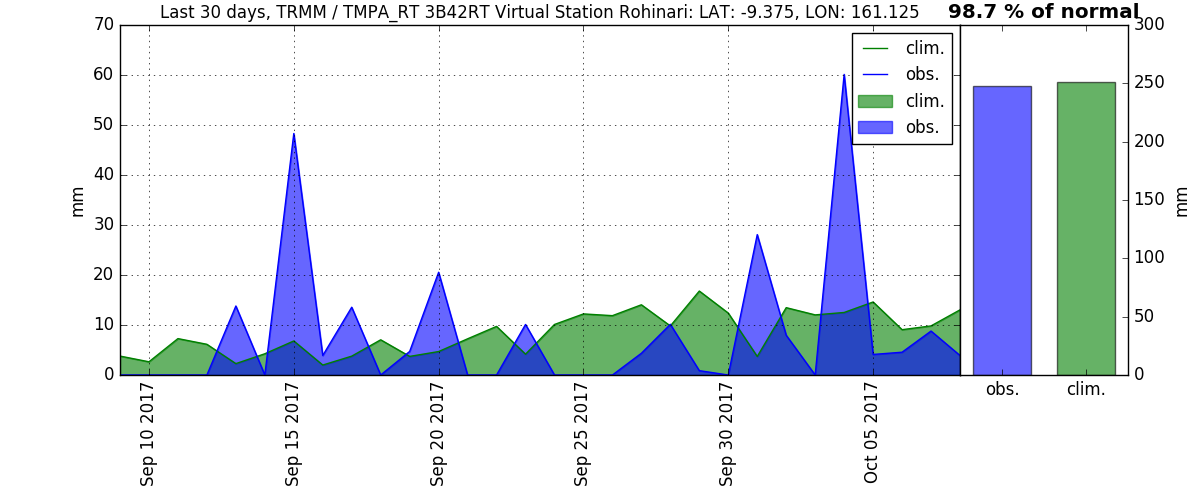 Last 30 days, TRMM / TMPA_RT 3B42RT Virtual Station Rohinari: LAT: -9.375, LON: 161.125
98.7 % of normal
70
60
50
40
30
20
10
0
mm
clim.
obs.
clim.
obs.
Sep 10 2017
Sep 15 2017
Sep 20 2017
Sep 25 2017
Sep 30 2017
Oct 05 2017
300
250
200
150
100
50
0
mm
obs.
clim.